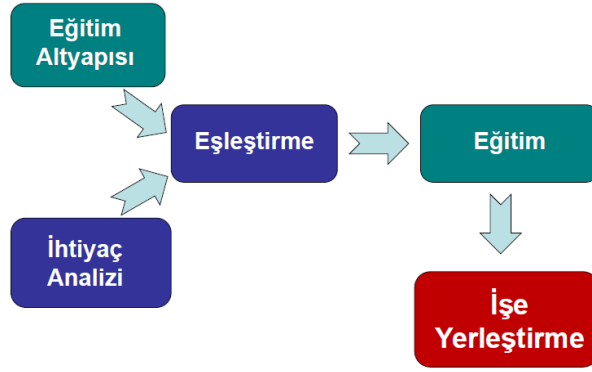 Eğitim
Altyapısı
Eşleştirme
Eğitim
İhtiyaç
Analizi
İşe
Yerleştirme